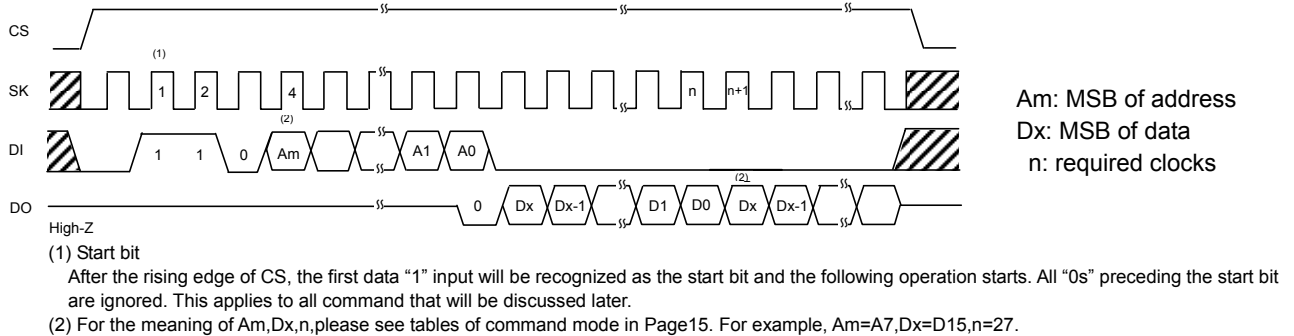 CS
(1)
SK
1 2 4 n n+1
(2)
DI
1 1 0 Am A1 A0
(2)
DO
0 Dx Dx-1 D1 D0 Dx Dx-1
High-Z
Am: MSB of address
Dx: MSB of data
n: required clocks
(1) Start bit
After the rising edge of CS, the first data “1” input will be recognized as the start bit and the following operation starts. All “0s” preceding the start bit
are ignored. This applies to all command that will be discussed later.
(2) For the meaning of Am,Dx,n,please see tables of command mode in Page15. For example, Am=A7,Dx=D15,n=27.